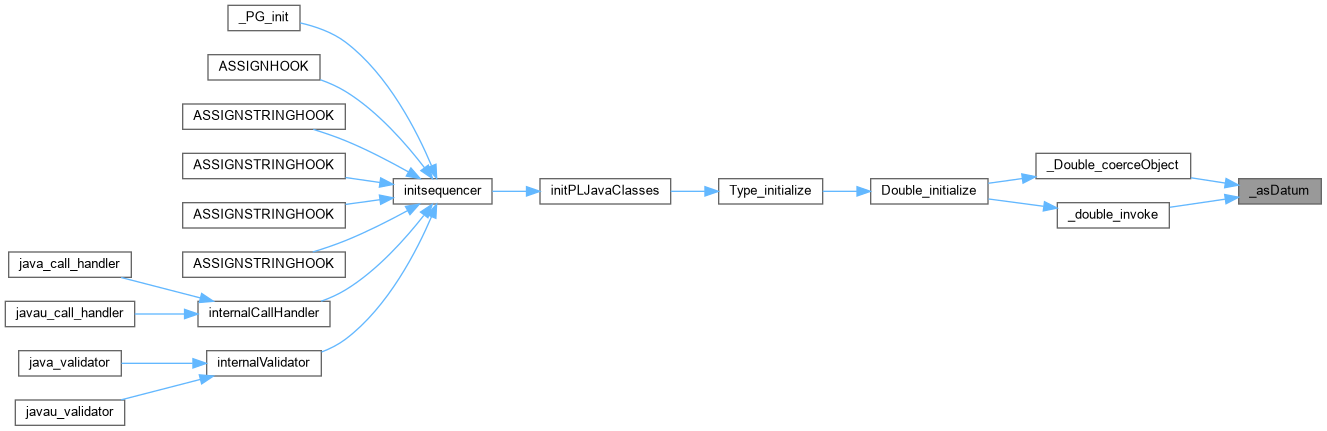 _PG_init
ASSIGNHOOK
ASSIGNSTRINGHOOK
ASSIGNSTRINGHOOK
_Double_coerceObject
initsequencer
initPLJavaClasses
Type_initialize
Double_initialize
_asDatum
ASSIGNSTRINGHOOK
_double_invoke
ASSIGNSTRINGHOOK
java_call_handler
javau_call_handler
internalCallHandler
java_validator
internalValidator
javau_validator